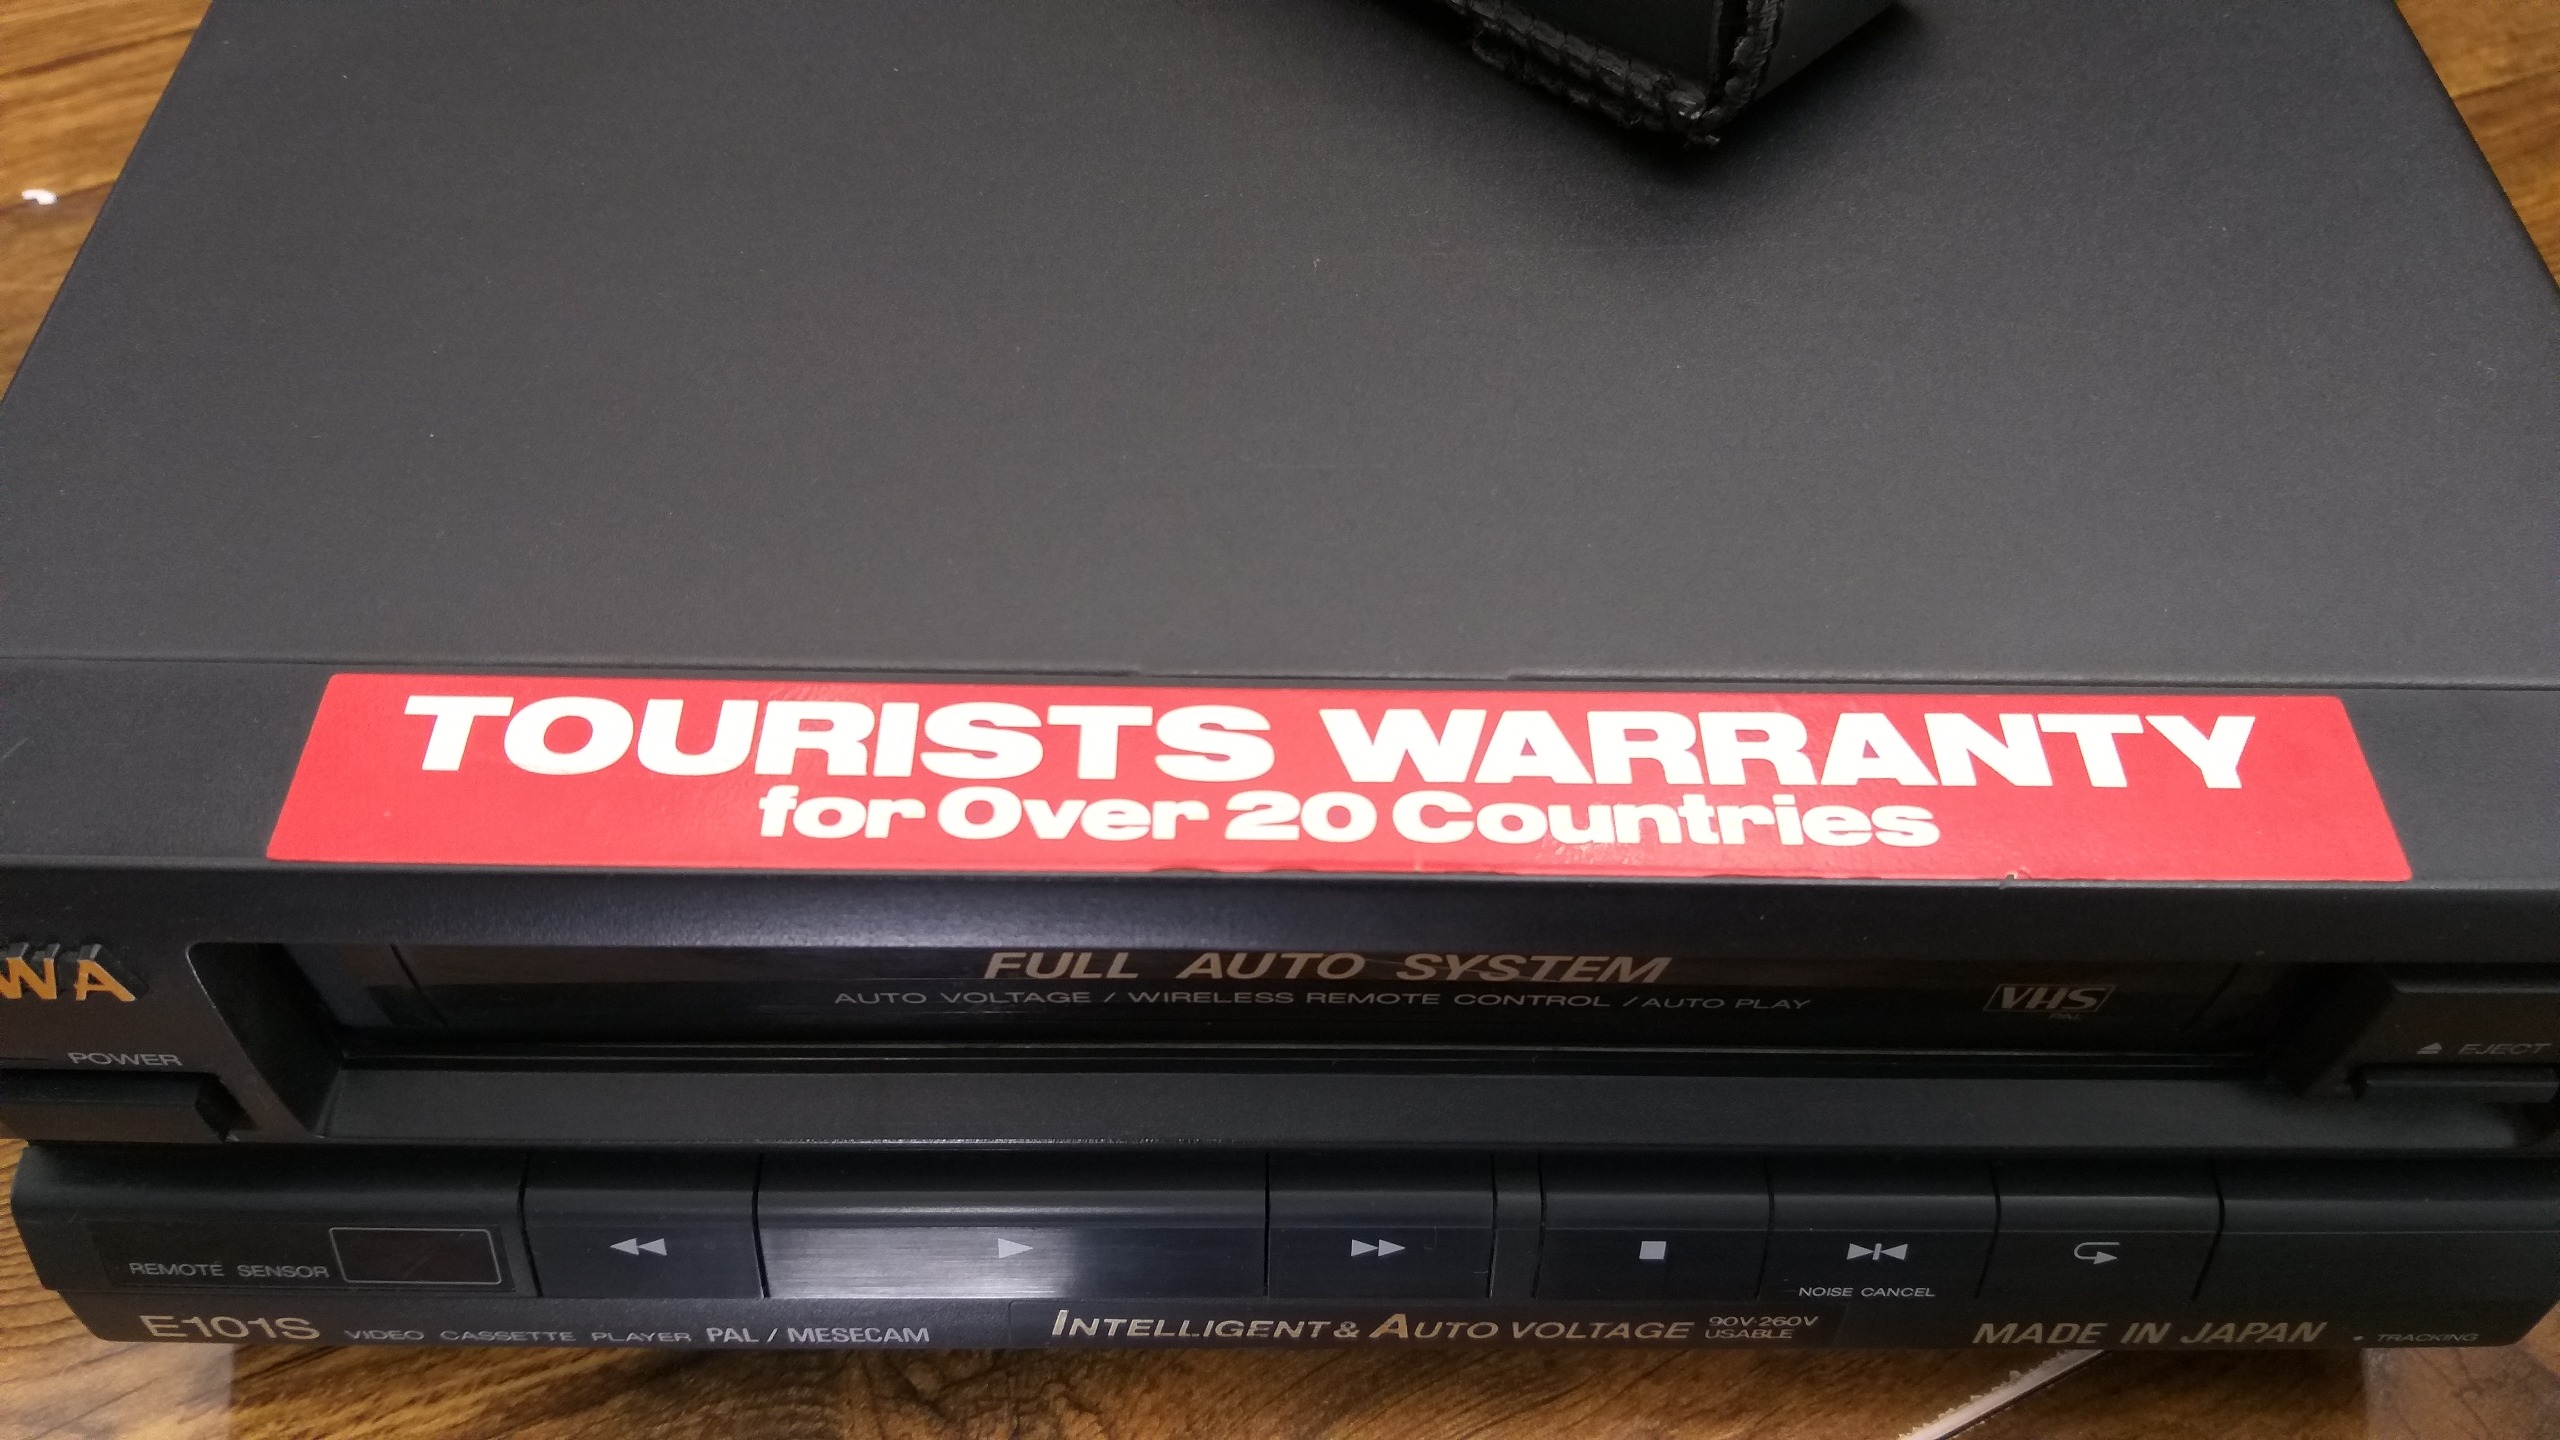 TOURISTS WARRANTY
for Over 20 Countries
WA
FULL AUTO SYSTEM
AUTO VOLTAGE / WIRELESS REMOTE CONTROL / AUTO PLAY
VHS
PAL
POWER
EJECT
REMOTE SENSOR
NOISE CANCEL
E101S VIDEO CASSETTE PLAYER PAL / MESECAM
INTELLIGENT & AUTO VOLTAGE 90V-260V
USABLE
MADE IN JAPAN
TRACKING